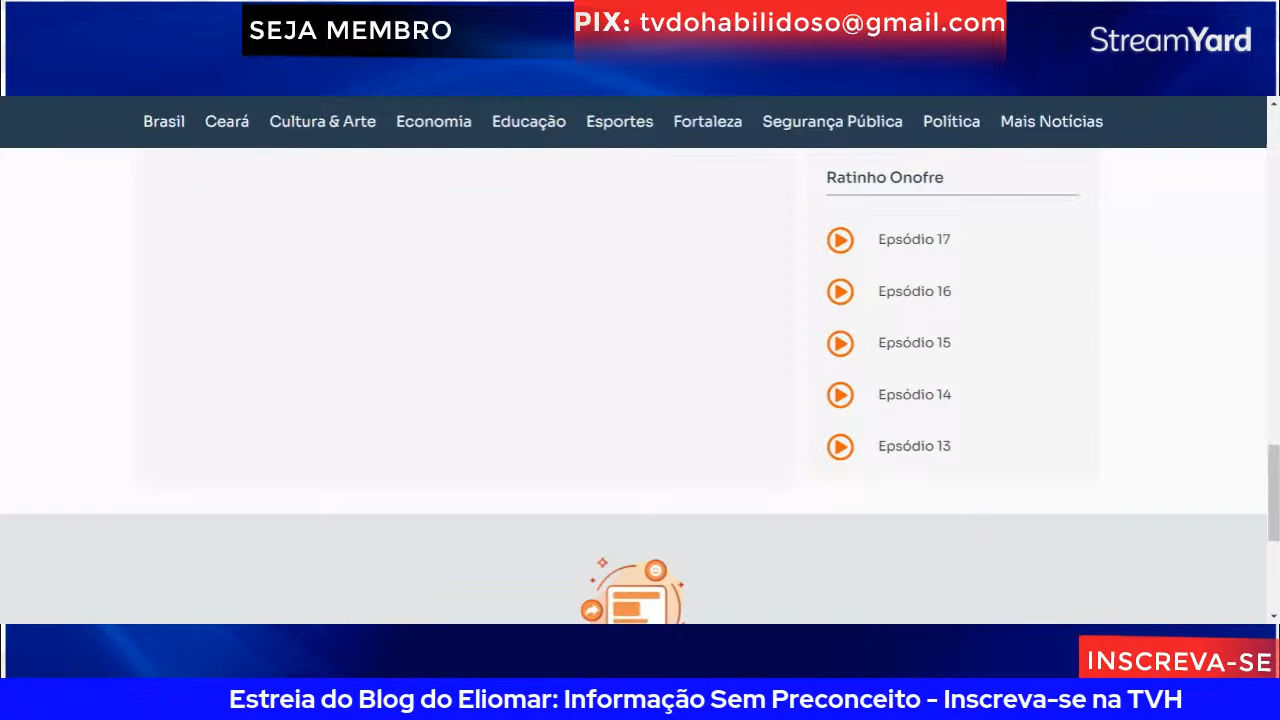 SEJA MEMBRO
PIX: tvdohabilidoso@gmail.com
StreamYard
Brasil Ceará Cultura & Arte Economia Educação Esportes Fortaleza Segurança Pública Política Mais Notícias
Ratinho Onofre
Epsódio 17
Epsódio 16
Epsódio 15
Epsódio 14
Epsódio 13
INSCREVA-SE
Estreia do Blog do Eliomar: Informação Sem Preconceito - Inscreva-se na TVH